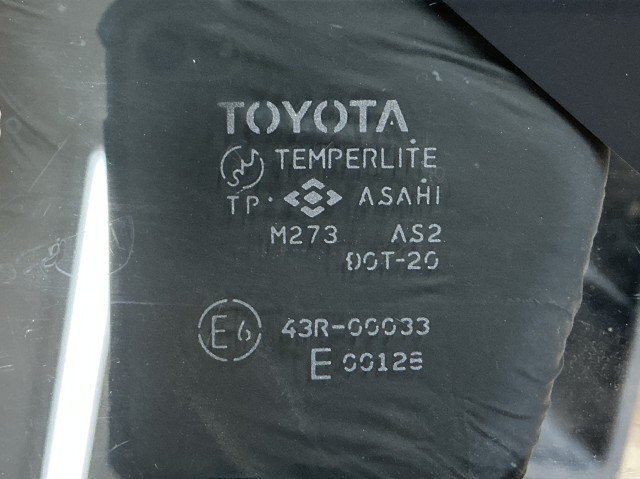 TOYOTA
TEMPERLITE
TP· ASAHI
M273 AS2
DOT-20
E6 43R-00033
E 00128